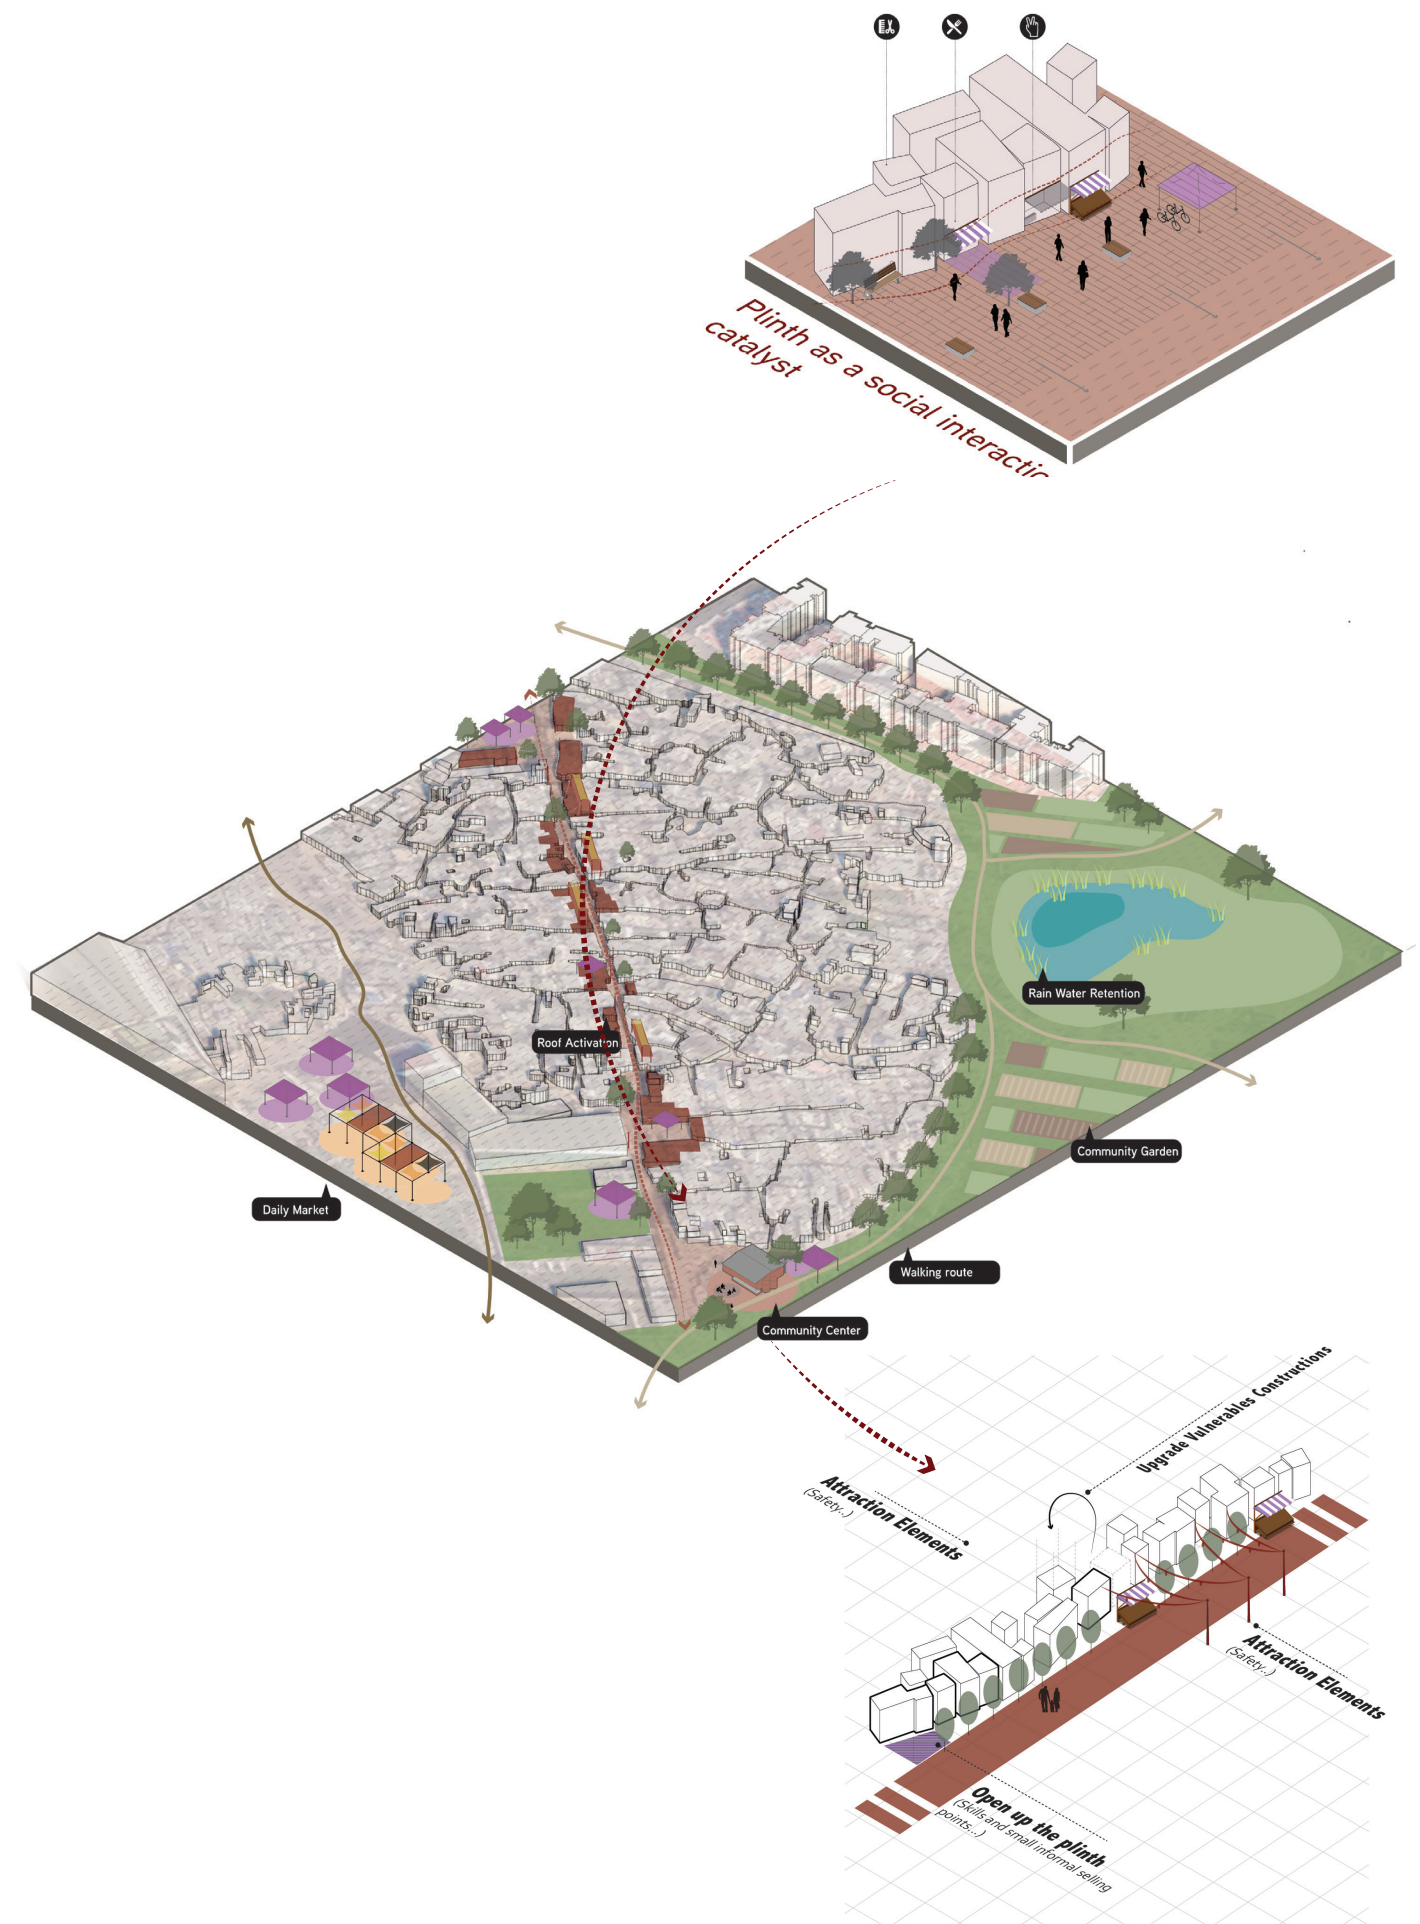 Plinth as a social interactio
catalyst
Roof Activation
Rain Water Retention
Community Garden
Daily Market
Walking route
Community Center
Upgrade Vulnerables Constructions
Attraction Elements
(Safety..)
Attraction Elements
(Safety..)
Open up the plinth
(Skills and small informal selling
points...)